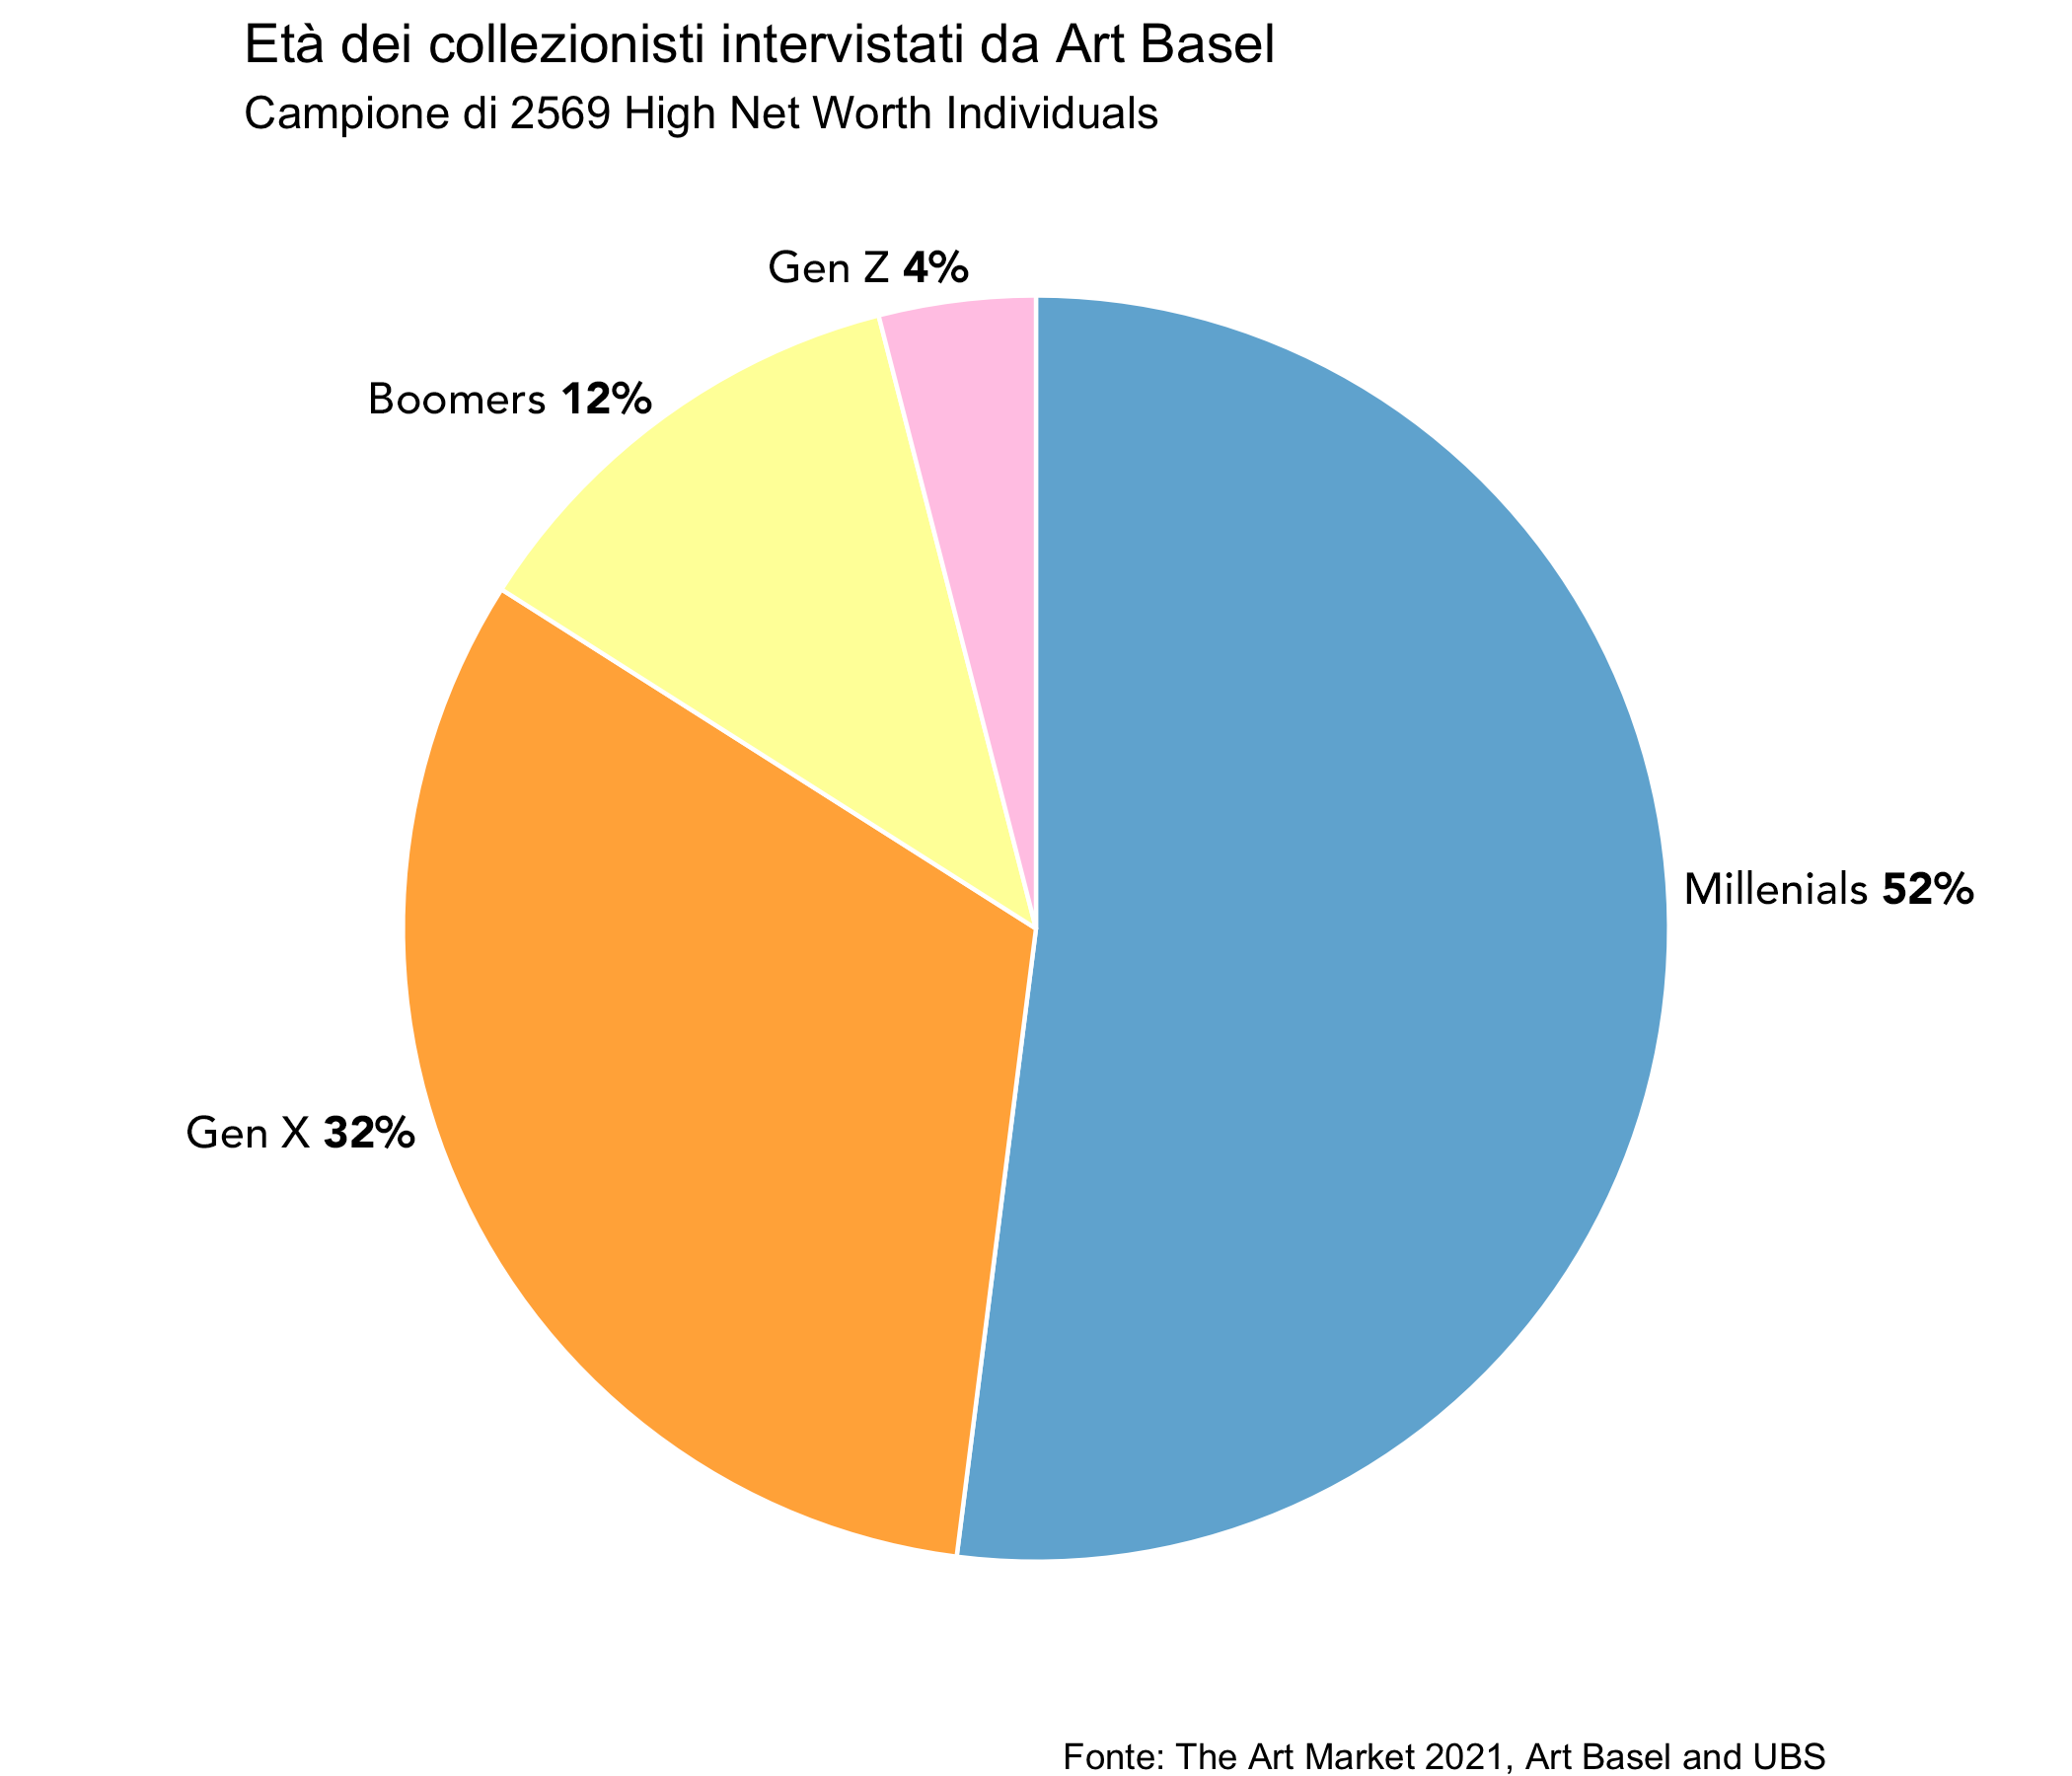 Età dei collezionisti intervistati da Art Basel
Campione di 2569 High Net Worth Individuals
Gen Z 4%
Boomers 12%
Millenials 52%
Gen X 32%
Fonte: The Art Market 2021, Art Basel and UBS